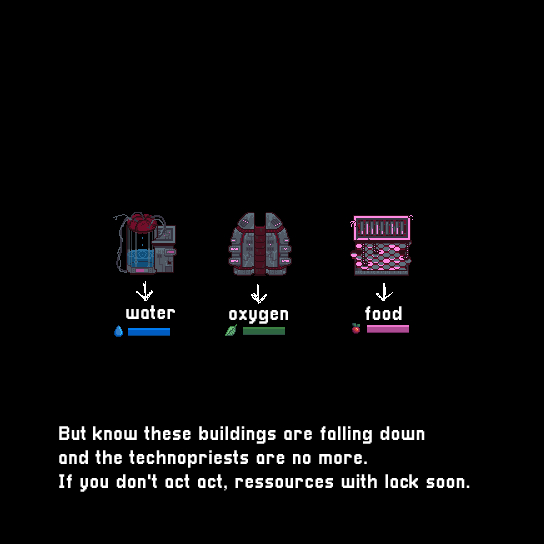 water
oxygen
food
But know these buildings are falling down
and the technopriests are no more.
If you don't act act, ressources with lack soon.